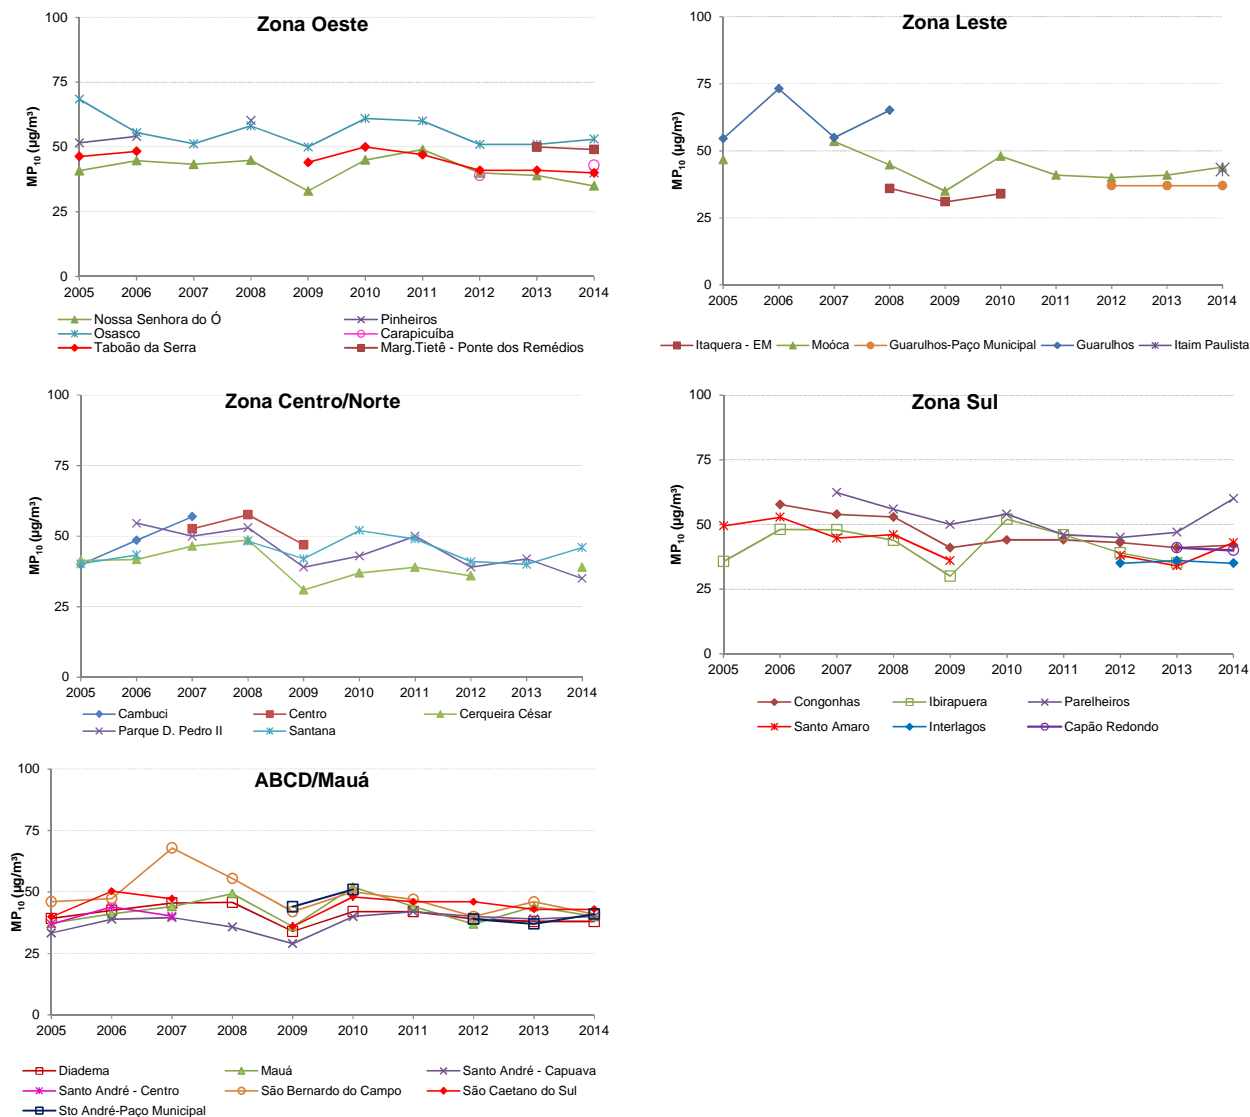 Zona Oeste
MP10 (µg/m³)
100
75
50
25
0
2005 2006 2007 2008 2009 2010 2011 2012 2013 2014
Nossa Senhora do Ó Pinheiros
Osasco Carapicuíba
Taboão da Serra Marg.Tietê - Ponte dos Remédios
Zona Leste
MP10 (µg/m³)
100
75
50
25
0
2005 2006 2007 2008 2009 2010 2011 2012 2013 2014
Itaquera - EM Moóca Guarulhos-Paço Municipal Guarulhos Itaim Paulista
Zona Centro/Norte
MP10 (µg/m³)
100
75
50
25
0
2005 2006 2007 2008 2009 2010 2011 2012 2013 2014
Cambuci Centro Cerqueira César
Parque D. Pedro II Santana
Zona Sul
MP10 (µg/m³)
100
75
50
25
0
2005 2006 2007 2008 2009 2010 2011 2012 2013 2014
Congonhas Ibirapuera Parelheiros
Santo Amaro Interlagos Capão Redondo
ABCD/Mauá
MP10 (µg/m³)
100
75
50
25
0
2005 2006 2007 2008 2009 2010 2011 2012 2013 2014
Diadema Mauá Santo André - Capuava
Santo André - Centro São Bernardo do Campo São Caetano do Sul
Sto André-Paço Municipal